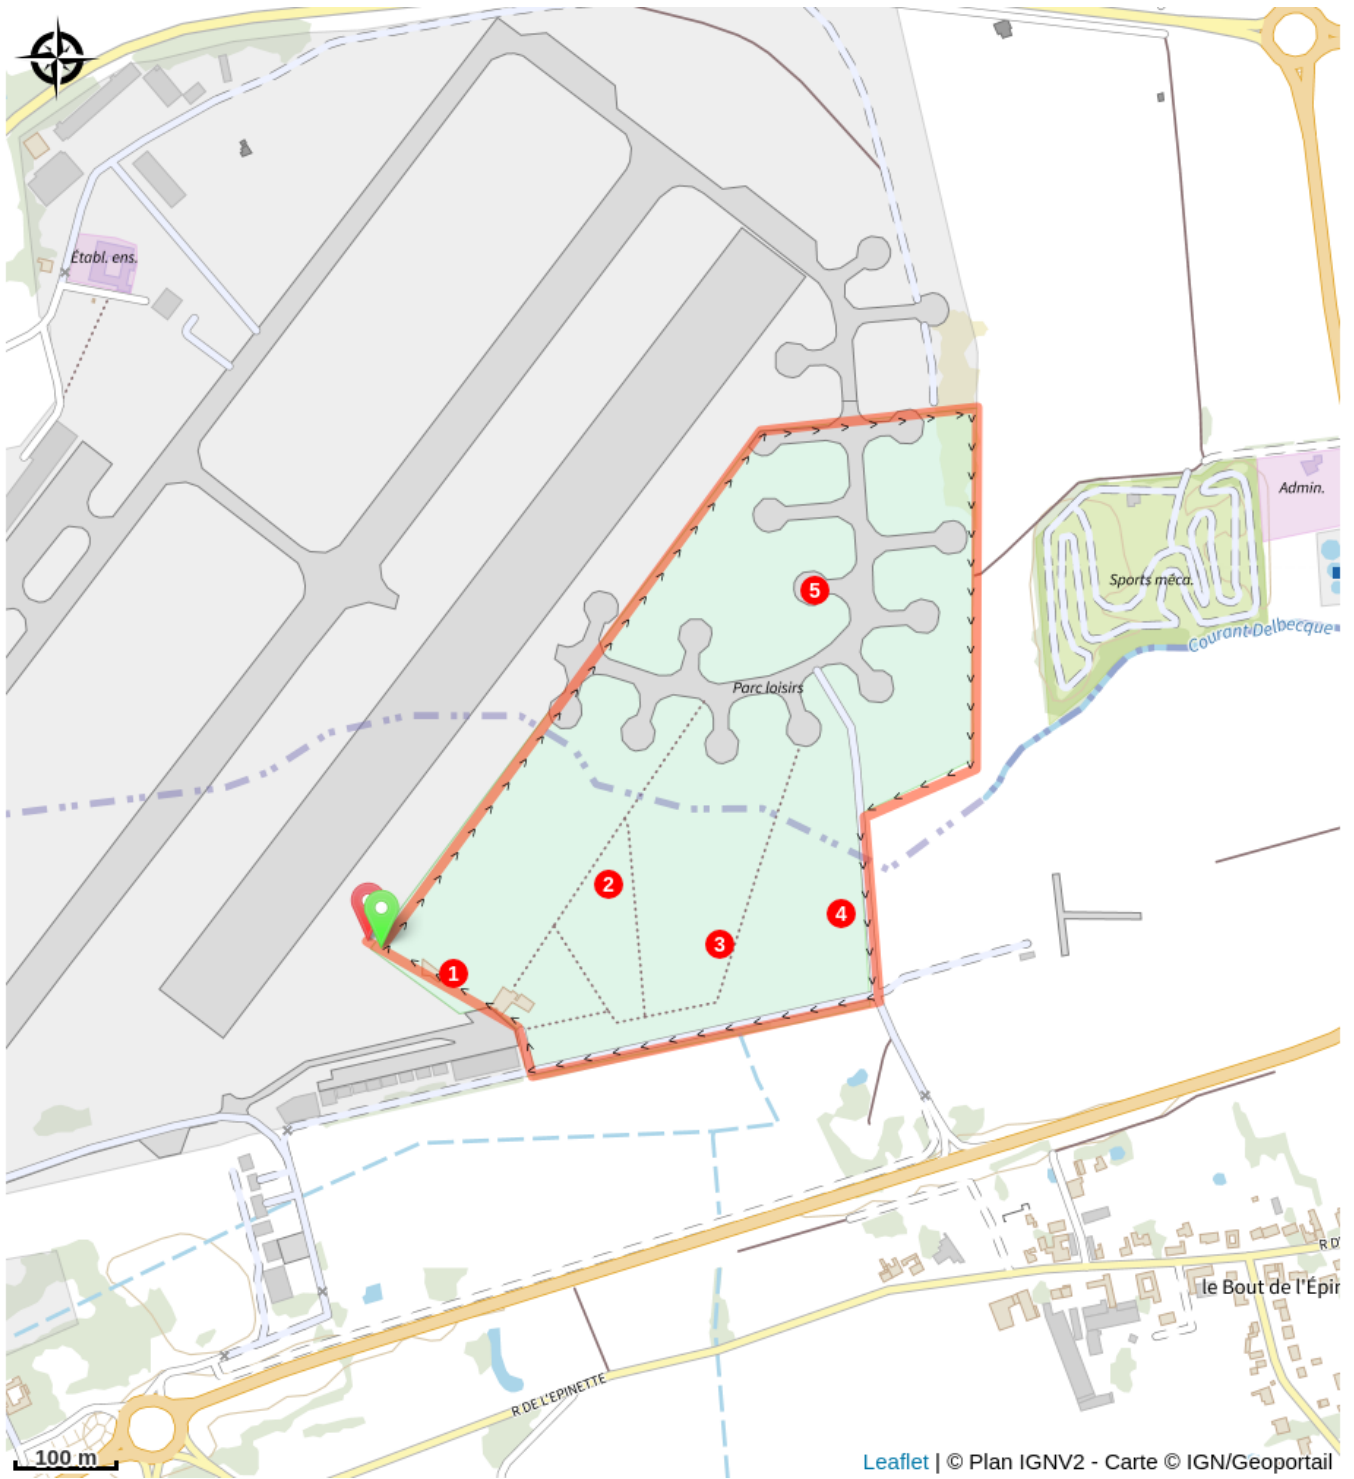 Établ. ens.
Admin.
Sports méca.
5
Courant Delbecque
Parc loisirs
2
4
3
1
R D'
le Bout de l'Épin
R DE L'EPINETTE
100 m
Leaflet | © Plan IGNV2 - Carte © IGN/Geoportail